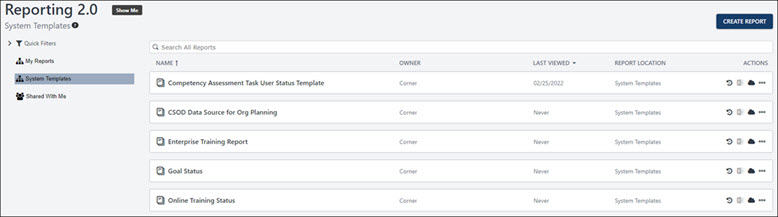 Reporting 2.0 Show Me
System Templates ?
CREATE REPORT
Quick Filters
My Reports
System Templates
Shared With Me
Search All Reports
NAME OWNER LAST VIEWED REPORT LOCATION ACTIONS
Competency Assessment Task User Status Template Corner 02/25/2022 System Templates
CSOD Data Source for Org Planning Corner Never System Templates
Enterprise Training Report Corner Never System Templates
Goal Status Corner Never System Templates
Online Training Status Corner Never System Templates